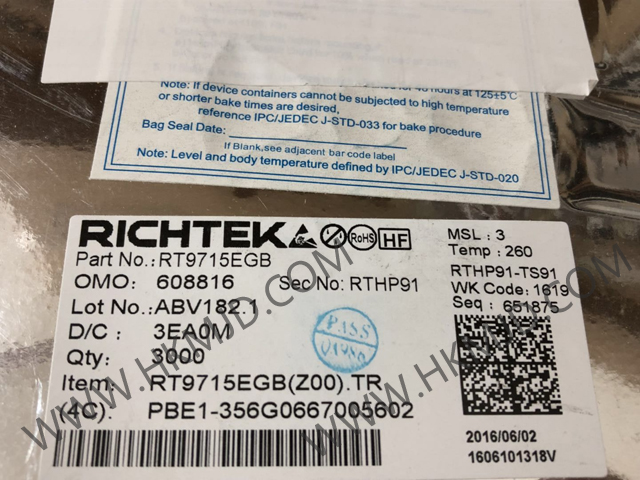 Note: If device containers cannot be subjected to high temperature
or shorter bake times are desired,
reference IPC/JEDEC J-STD-033 for bake procedure
Bag Seal Date:
If Blank,see adjacent bar code label
Note: Level and body temperature defined by IPC/JEDEC J-STD-020
RICHTEK RoHS HF
MSL : 3
Temp : 260
Part No.:RT9715EGB
RTHP91-TS91
OMO: 608816 Sec No: RTHP91
WK Code: 1619
Lot No.: ABV182.1
Seq : 651875
D/C : 3EA0M
PASS
Qty: 3000
Item: RT9715EGB(Z00).TR
(4C): PBE1-356G0667005602
2016/06/02
1606101318V
WWW.HKMJD.COM
WWW.HKMJD.COM